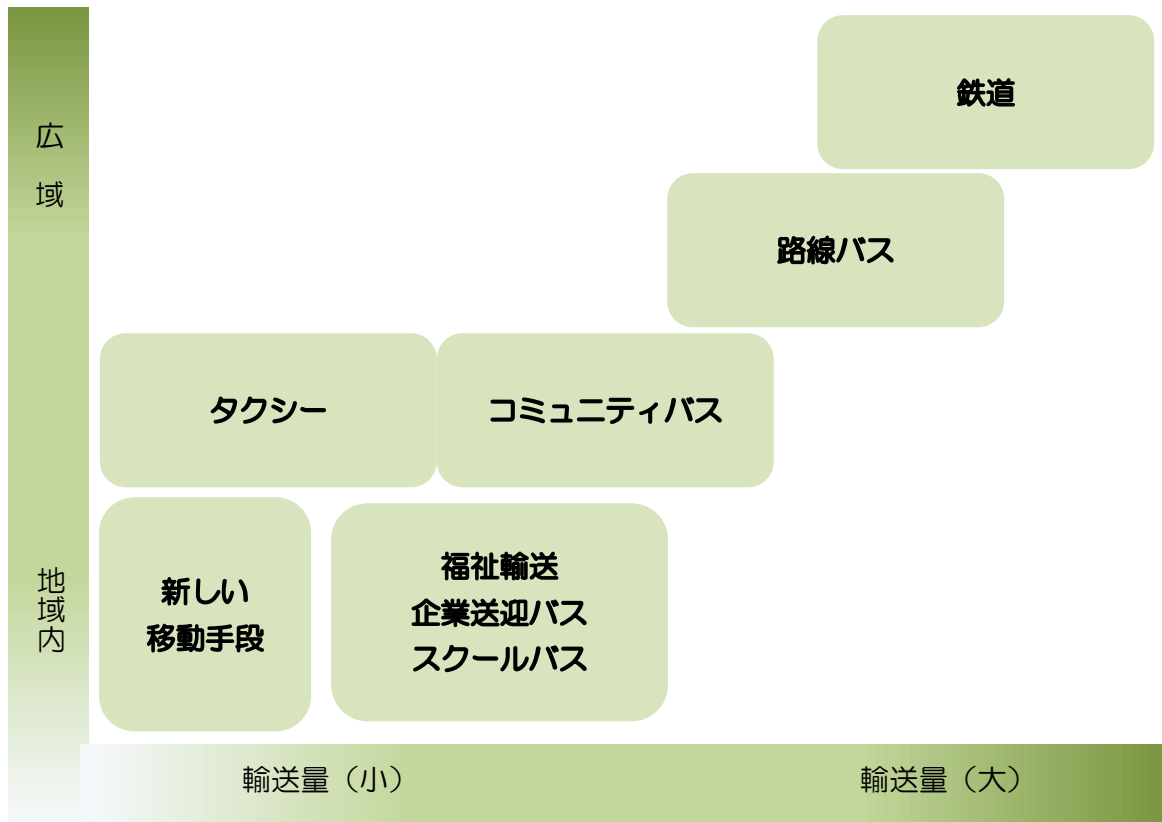 鉄道
広
域
路線バス
タクシー
コミュニティバス
新しい
移動手段
福祉輸送
企業送迎バス
スクールバス
地域内
輸送量（小）
輸送量（大）